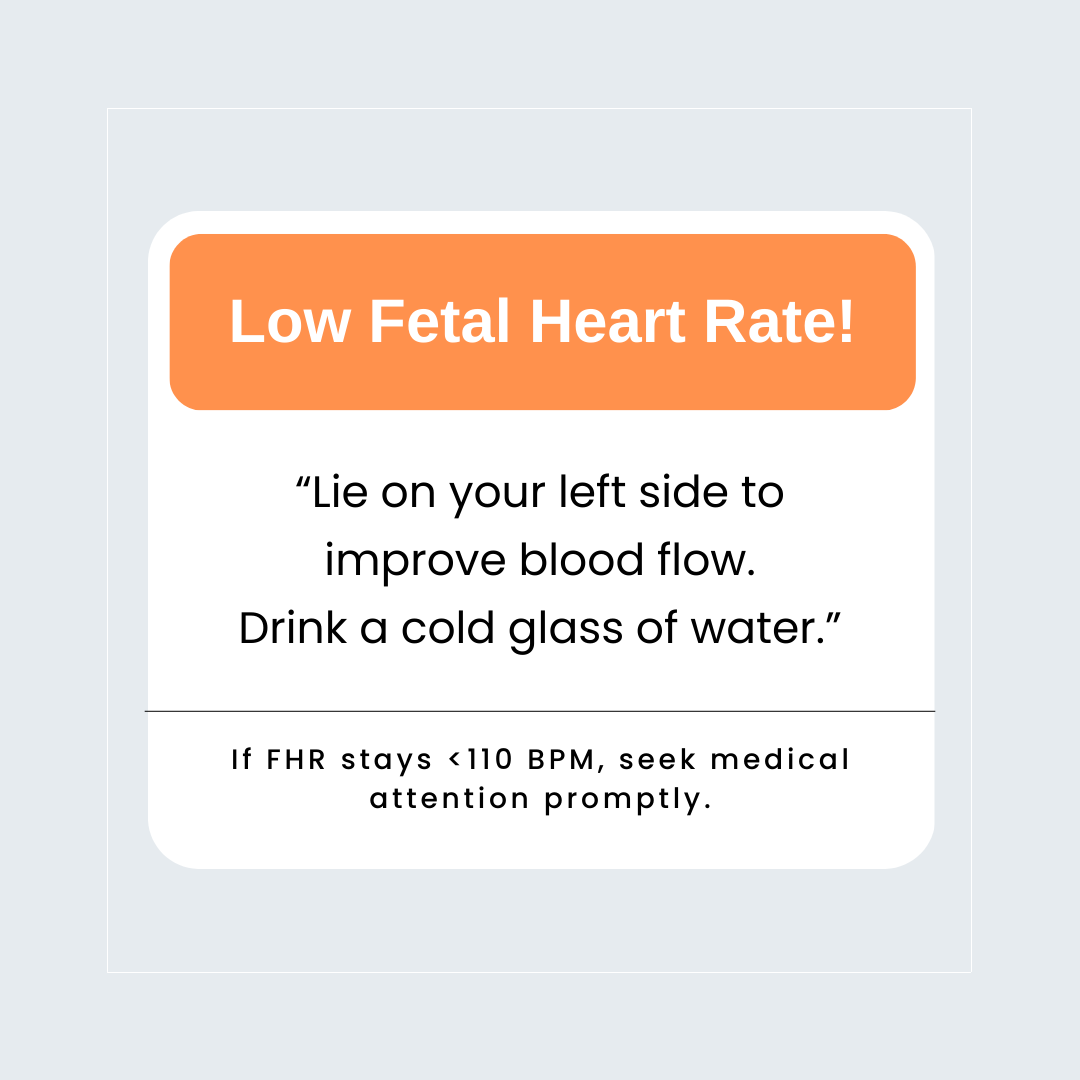 Low Fetal Heart Rate!
“Lie on your left side to
improve blood flow.
Drink a cold glass of water.”
If FHR stays <110 BPM, seek medical
attention promptly.